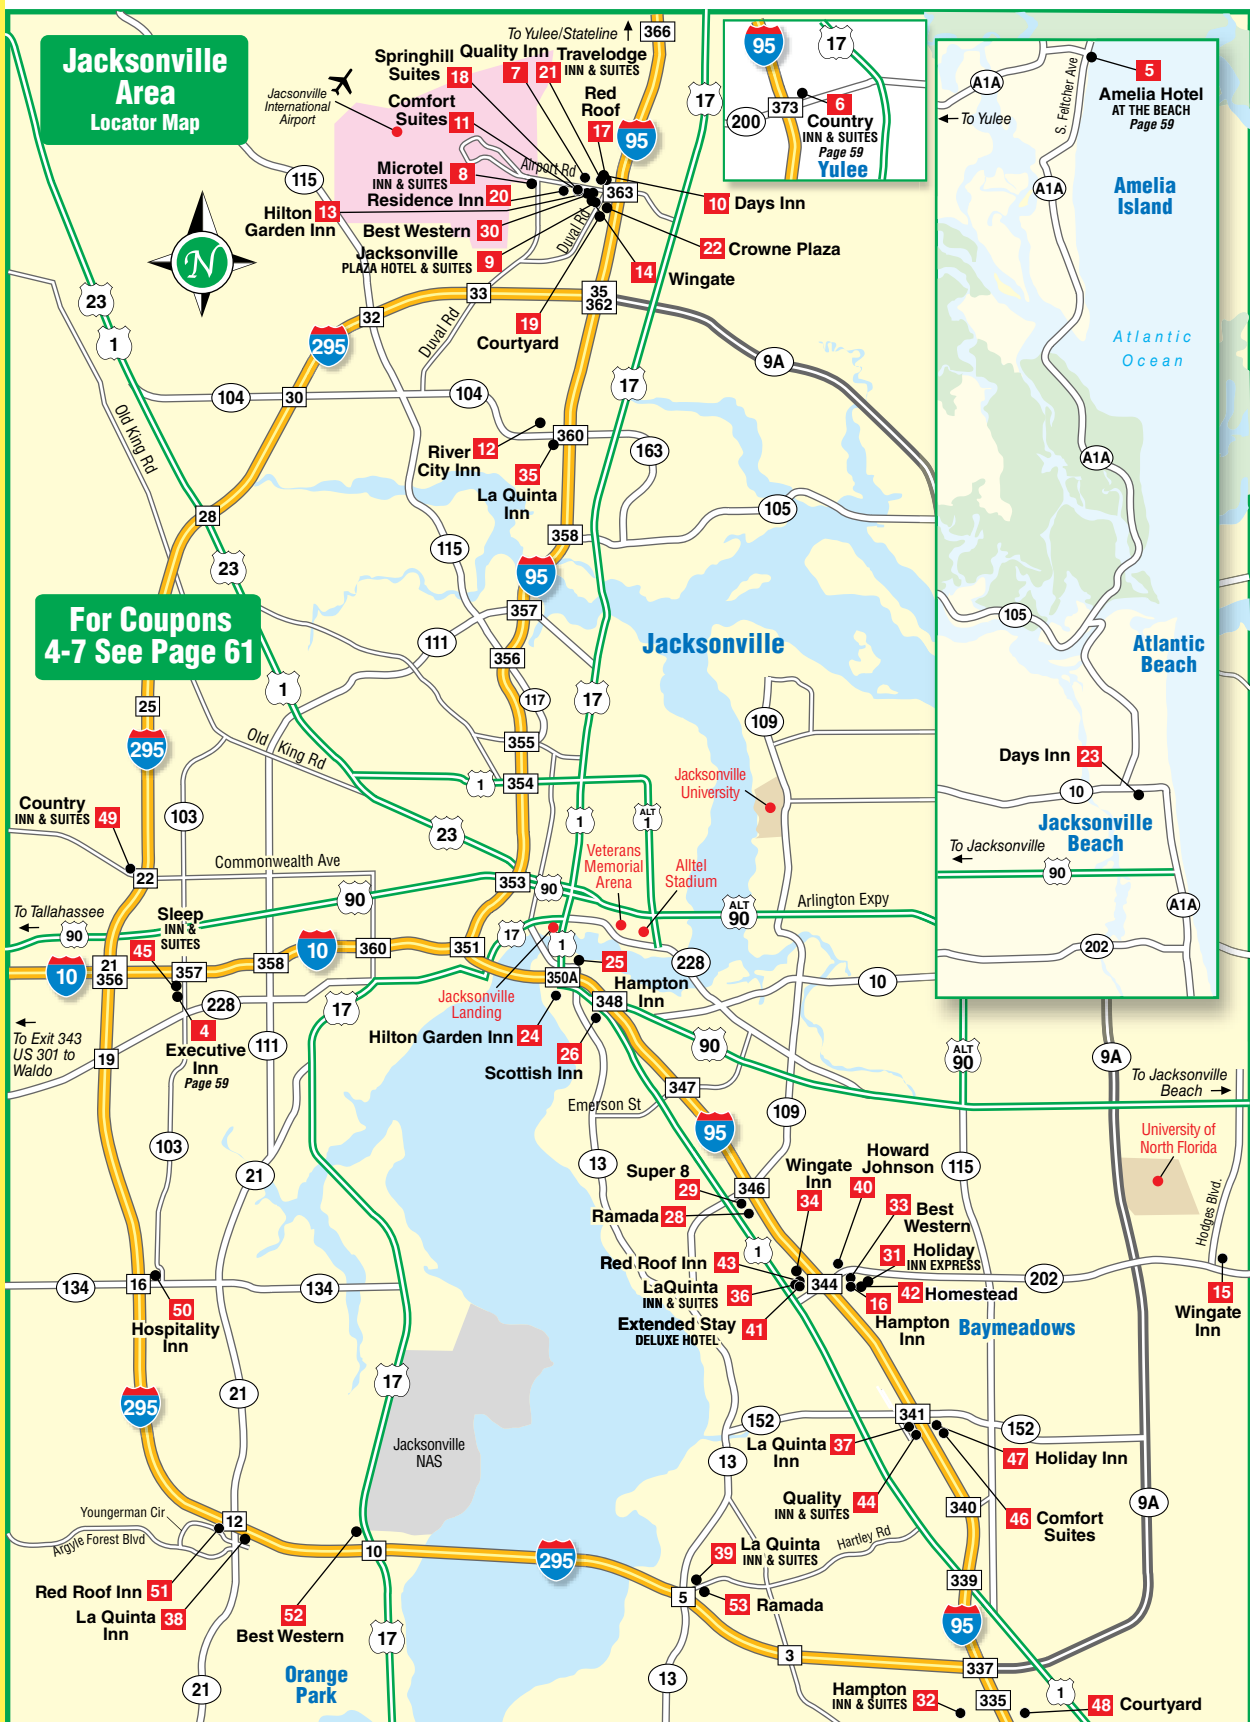 Jacksonville
Area
Locator Map
To Yulee/Stateline
366
Springhill
Suites 18
Quality Inn
7
Travelodge
21 INN & SUITES
Jacsonville
International
Airport
Comfort
Suites 11
Red
Roof
17
95
17
Microtel
INN & SUITES 8
Airport Rd
Residence Inn 20
363
115
Hilton 13
Garden Inn
Best Western 30
Duval Rd
Jacksonville
PLAZA HOTEL & SUITES 9
10 Days Inn
22 Crowne Plaza
14 Wingate
N
95
17
373
200
6
Country
INN & SUITES
Page 59
Yulee
5
Amelia Hotel
AT THE BEACH
Page 59
A1A
S. Feltcher Ave
To Yulee
A1A
Amelia
Island
Atlantic
Ocean
A1A
105
Atlantic
Beach
Days Inn 23
10
Jacksonville
Beach
To Jacksonville
90
A1A
202
23
1
33
35
362
32
295
19
Courtyard
Duval Rd
9A
17
104
30
104
Old King Rd
River 12
City Inn
360
163
35
La Quinta
Inn
28
105
358
115
23
95
For Coupons
4-7 See Page 61
357
111
Jacksonville
356
1
117
17
25
109
295
Old King Rd
355
354
1
Jacksonville
University
Country
INN & SUITES 49
103
23
1
ALT
1
Commonwealth Ave
Veterans
Memorial
Arena
Alltel
Stadium
22
353
90
90
ALT
90
Arlington Expy
To Tallahassee
90
Sleep
INN &
SUITES
45
17
1
10
360
351
358
10
21
356
357
350A
25
Hampton
Inn
228
10
228
17
Jacksonville
Landing
348
4
Executive
Inn
Page 59
To Exit 343
US 301 to
Waldo
19
111
Hilton Garden Inn 24
26
Scottish Inn
90
ALT
90
9A
To Jacksonville
Beach
347
Emerson St
109
95
University of
North Florida
103
21
13
Super 8
29
346
Wingate
Inn
34
Howard
Johnson
40
115
Ramada 28
33 Best
Western
Hodges Blvd.
1
31 Holiday
INN EXPRESS
Red Roof Inn 43
LaQuinta
INN & SUITES 36
344
202
42 Homestead
15
Wingate
Inn
134
16
134
50
Hospitality
Inn
Extended Stay
DELUXE HOTEL 41
16
Hampton
Inn
Baymeadows
17
21
295
Jacksonville
NAS
152
341
152
La Quinta 37
Inn
47 Holiday Inn
13
Quality
INN & SUITES 44
340
46 Comfort
Suites
9A
Youngerman Cir
12
Argyle Forest Blvd
10
295
39 La Quinta
INN & SUITES
Hartley Rd
339
Red Roof Inn 51
La Quinta 38
Inn
52
Best Western
5
53 Ramada
95
17
Orange
Park
3
337
21
13
Hampton
INN & SUITES 32
335
1
48 Courtyard